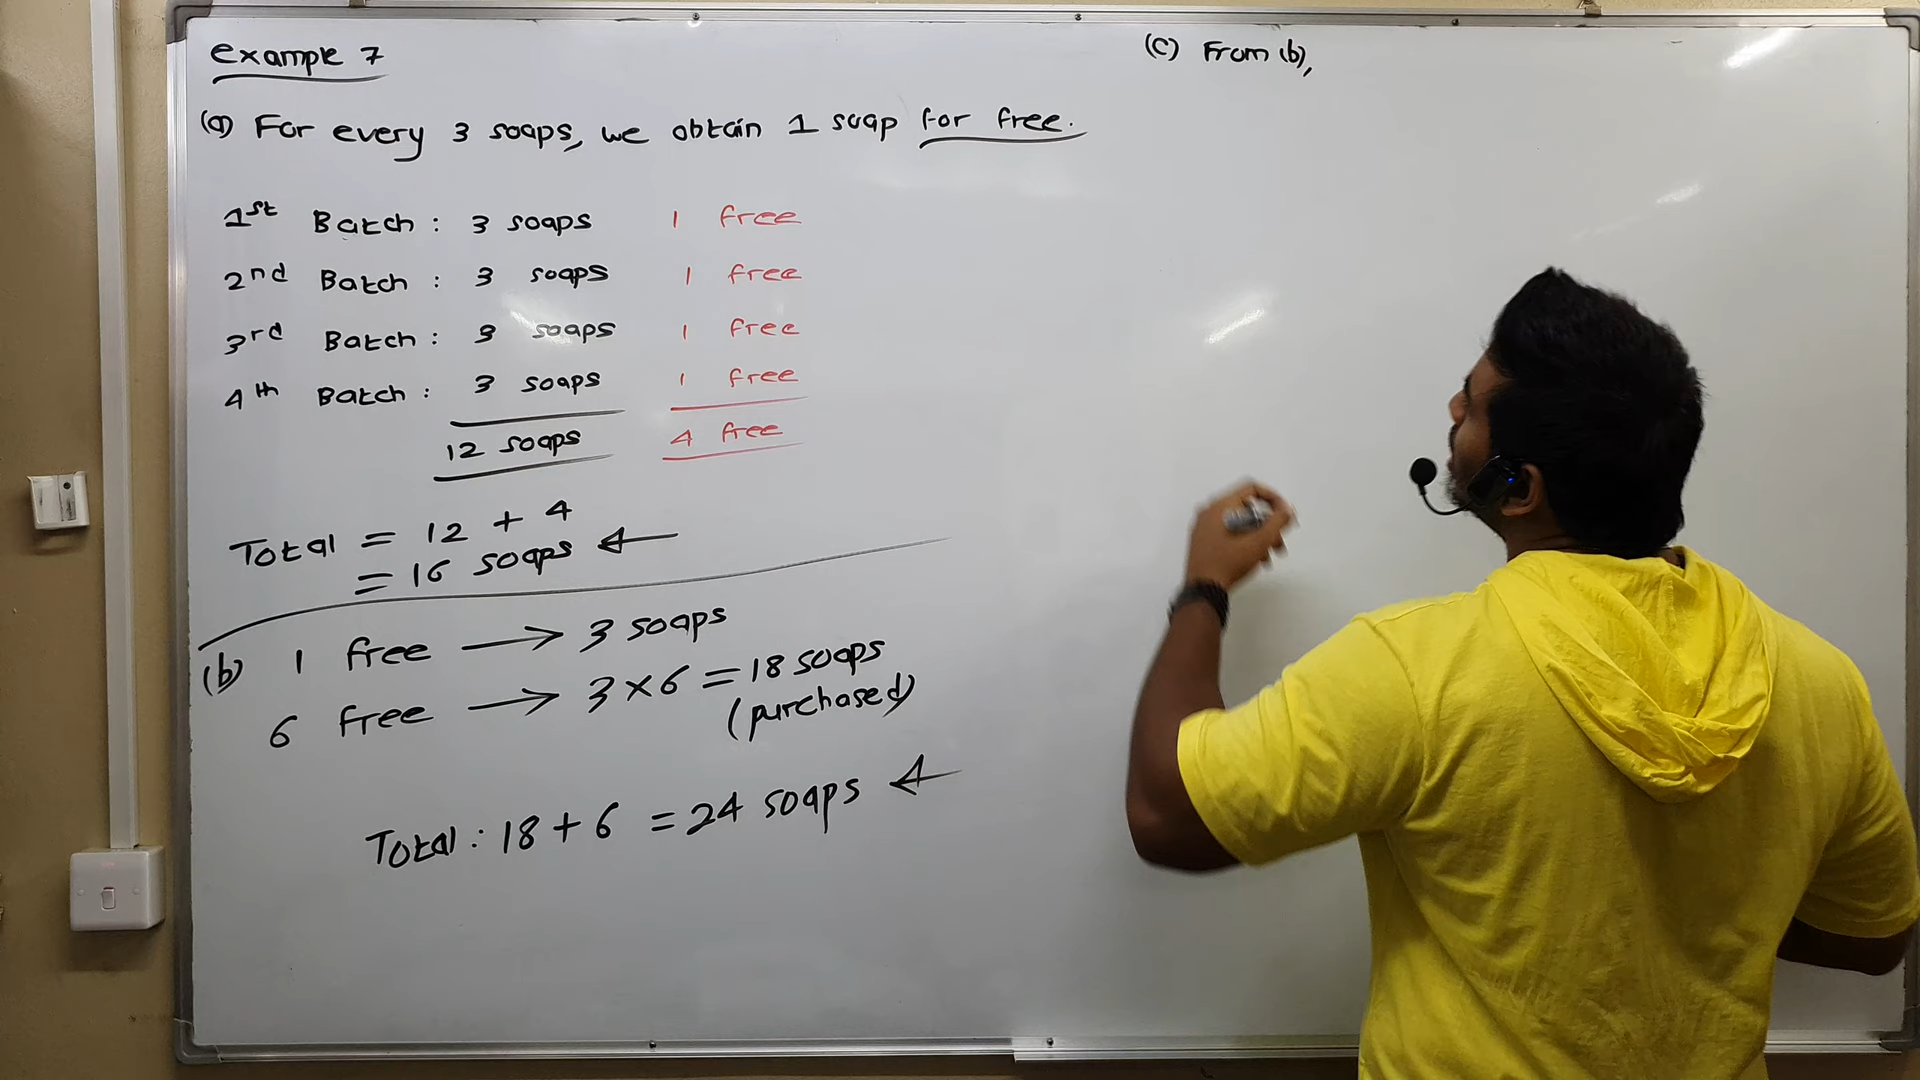 example 7
(a) For every 3 soaps, we obtain 1 soap for free.
1st Batch : 3 soaps 1 free
2nd Batch : 3 soaps 1 free
3rd Batch : 3 soaps 1 free
4th Batch : 3 soaps 1 free
12 soaps 4 free
Total = 12 + 4
= 16 soaps ←
(b) 1 free → 3 soaps
6 free → 3 × 6 = 18 soaps
(purchased)
Total : 18 + 6 = 24 soaps ←
(c) From (b),